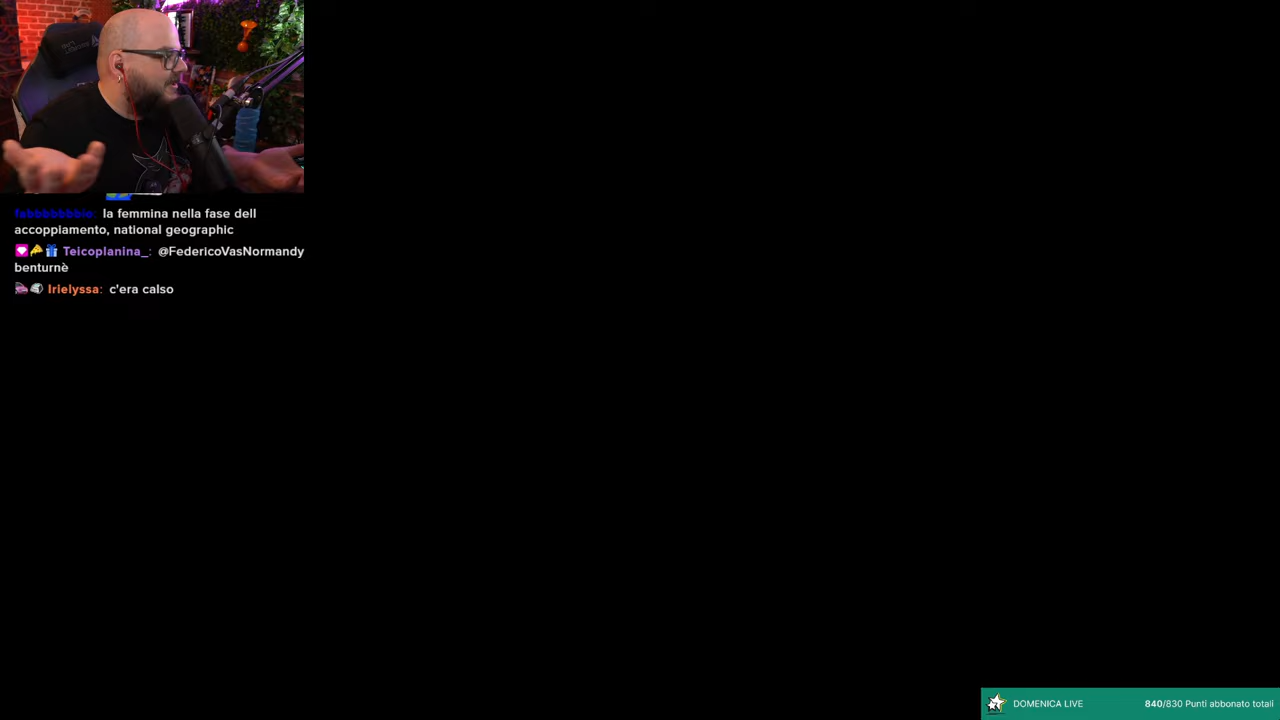 fabbbbbbbio: la femmina nella fase dell
accoppiamento, national geographic
Teicoplanina_: @FedericoVasNormandy
benturnè
Irielyssa: c'era calso
DOMENICA LIVE 840/830 Punti abbonato totali